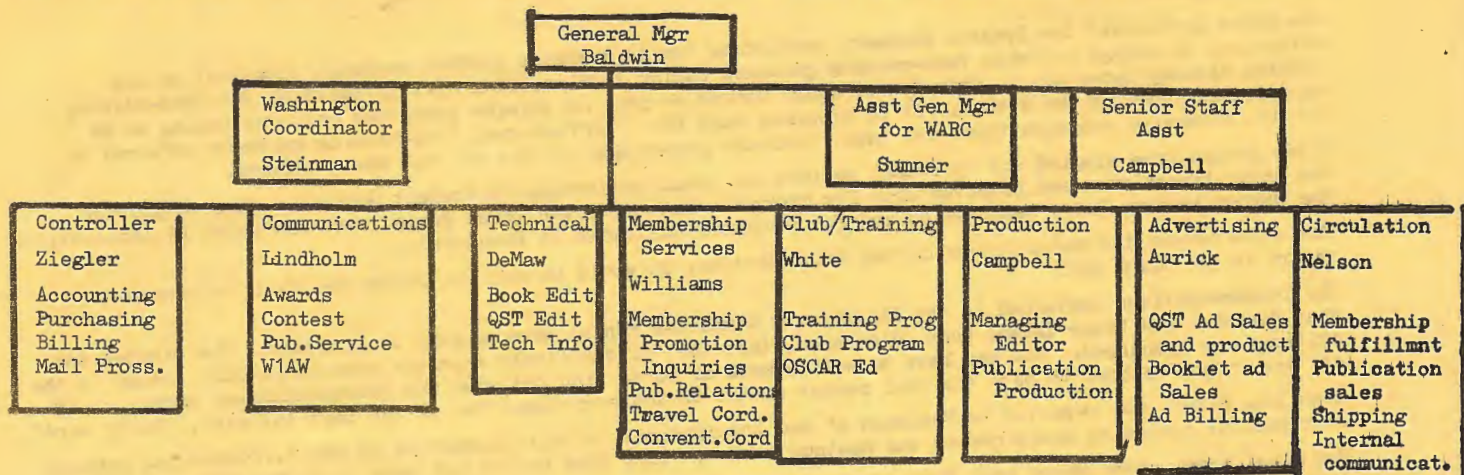 General Mgr
Baldwin
Washington
Coordinator
Steinman
Asst Gen Mgr
for WARC
Sumner
Senior Staff
Asst
Campbell
Controller
Ziegler
Accounting
Purchasing
Billing
Mail Pross.
Communications
Lindholm
Awards
Contest
Pub.Service
W1AW
Technical
DeMaw
Book Edit
QST Edit
Tech Info
Membership
Services
Williams
Membership
Promotion
Inquiries
Pub.Relations
Travel Cord.
Convent.Cord
Club/Training
White
Training Prog
Club Program
OSCAR Ed
Production
Campbell
Managing
Editor
Publication
Production
Advertising
Aurick
QST Ad Sales
and product
Booklet ad
Sales
Ad Billing
Circulation
Nelson
Membership
fulfillmnt
Publication
sales
Shipping
Internal
communicat.